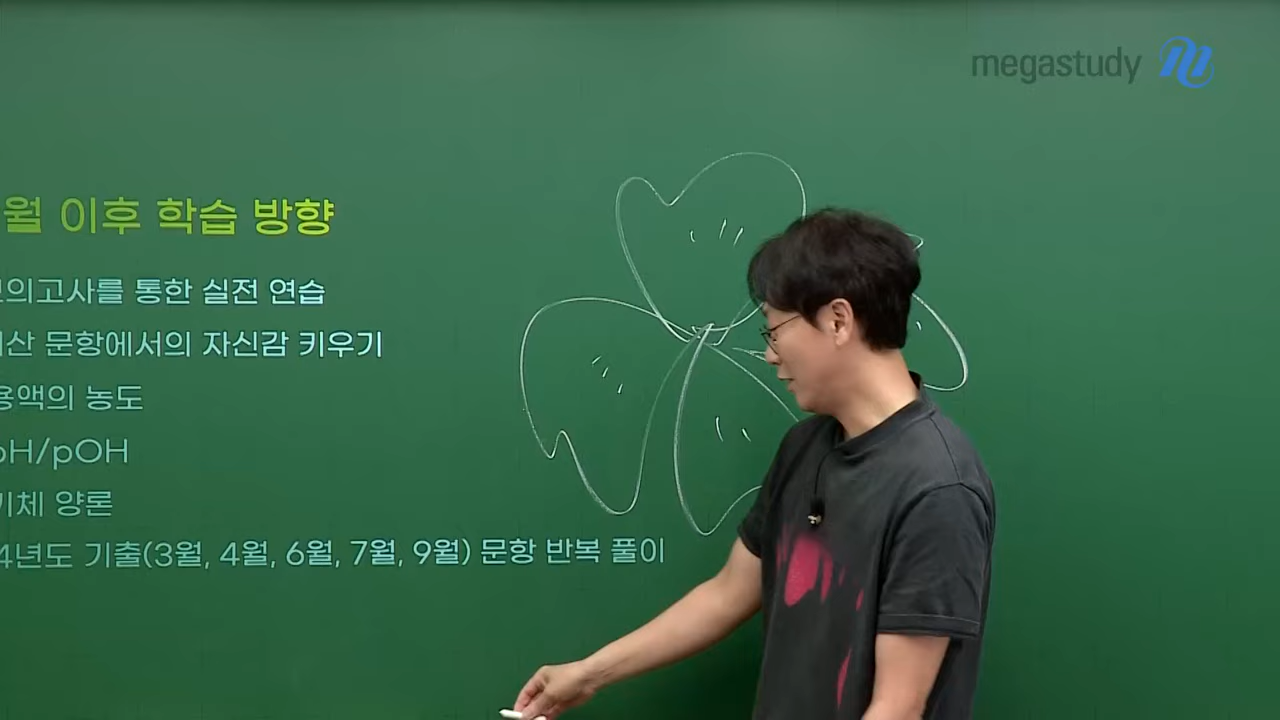 megastudy
월 이후 학습 방향
모의고사를 통한 실전 연습
산 문항에서의 자신감 키우기
용액의 농도
pH/pOH
기체 양론
4년도 기출(3월, 4월, 6월, 7월, 9월) 문항 반복 풀이